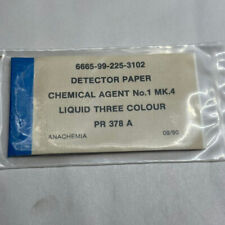 6665-99-225-3102
DETECTOR PAPER
CHEMICAL AGENT No.1 MK.4
LIQUID THREE COLOUR
PR 378 A
ANACHEMIA 09/90